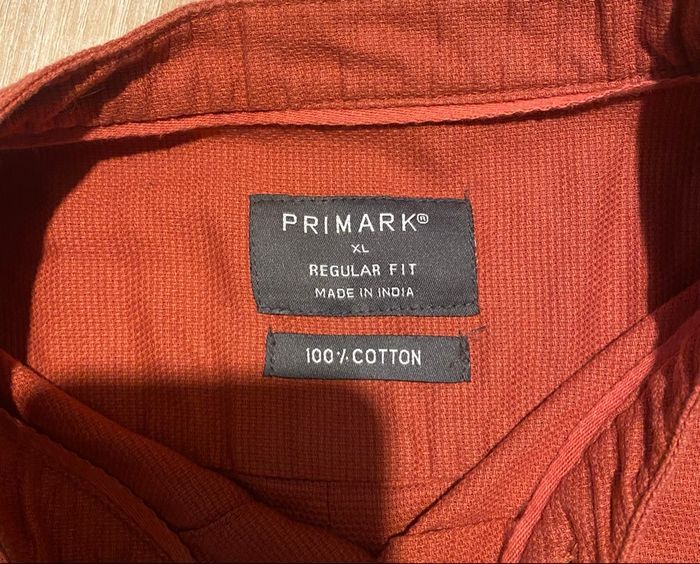 PRIMARK®
XL
REGULAR FIT
MADE IN INDIA
100% COTTON